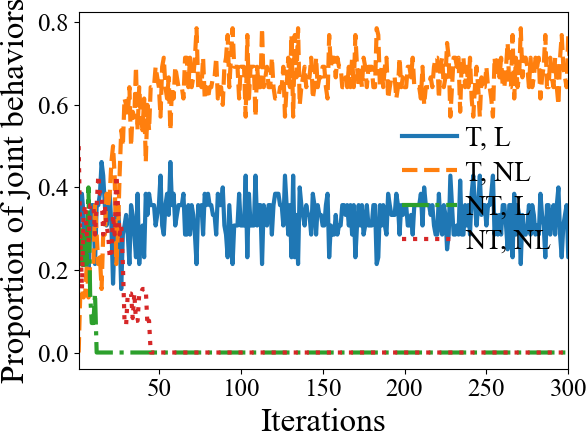 Proportion of joint behaviors
0.8
0.6
0.4
0.2
0.0
T, L
T, NL
NT, L
NT, NL
50
100
150
200
250
300
Iterations